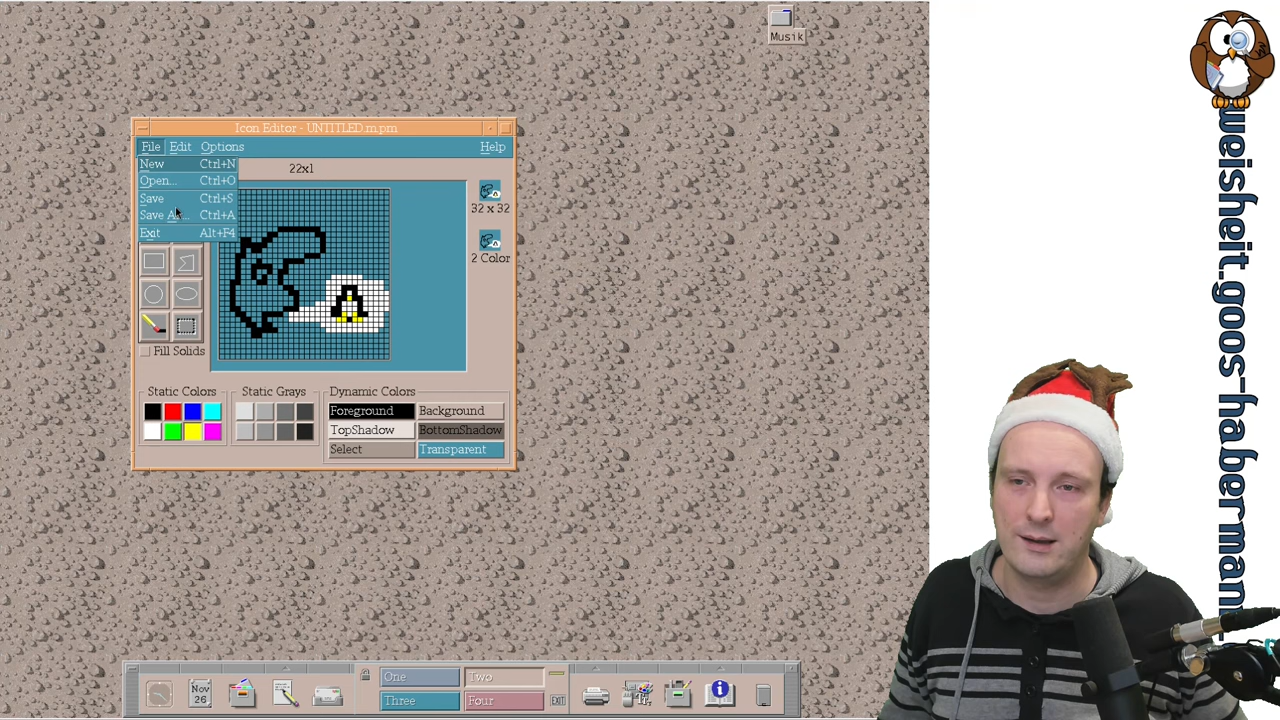 Musik
Icon Editor - UNTITLED.m.pm
File Edit Options Help
New Ctrl+N
22x1
Open... Ctrl+O
Save Ctrl+S
Save Ctrl+A
Exit Alt+F4
32 x 32
2 Color
Fill Solids
Static Colors
Static Grays
Dynamic Colors
Foreground Background
TopShadow BottomShadow
Select Transparent
One Two
Three Four
EXIT
Nov
26
weisheit.goos-habermann